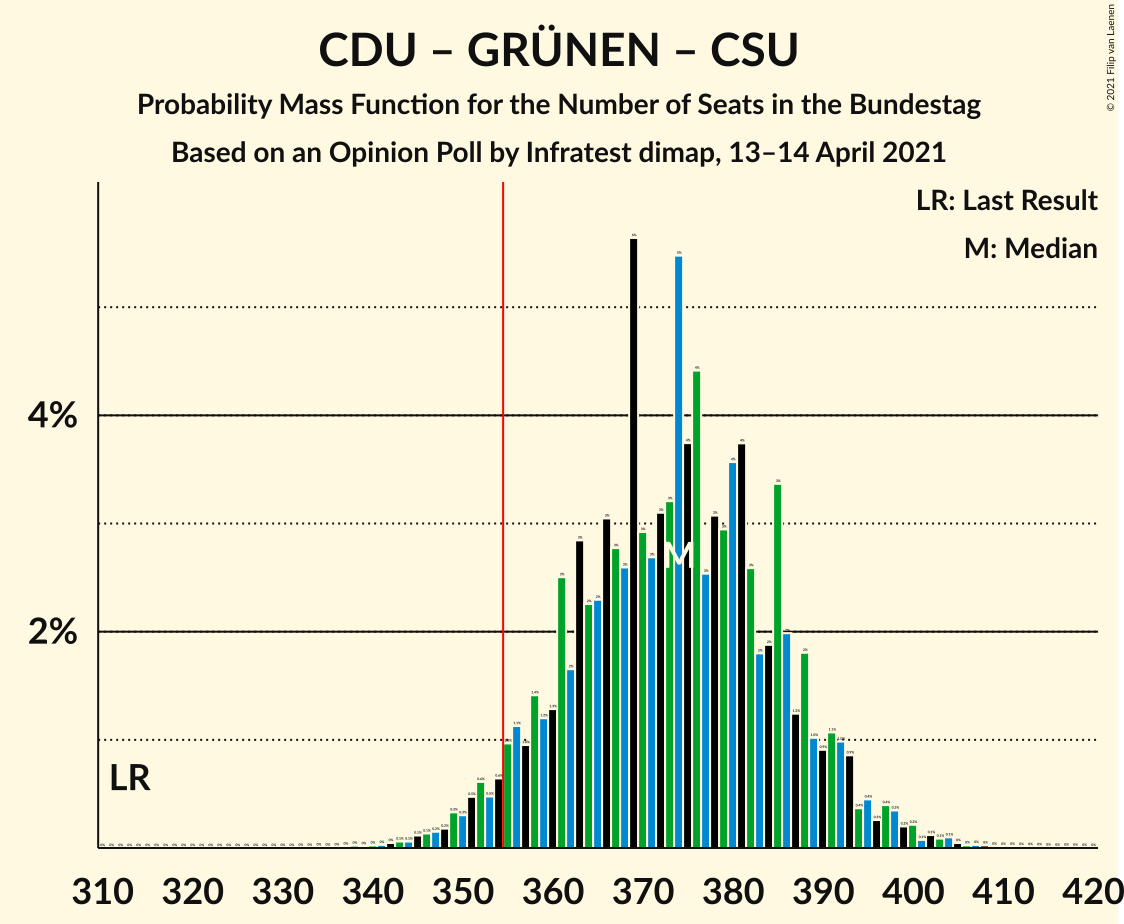 CDU – GRÜNEN – CSU
Probability Mass Function for the Number of Seats in the Bundestag
Based on an Opinion Poll by Infratest dimap, 13–14 April 2021
© 2021 Filip van Laenen
LR: Last Result
M: Median
4%
2%
LR
M
310 320 330 340 350 360 370 380 390 400 410 420